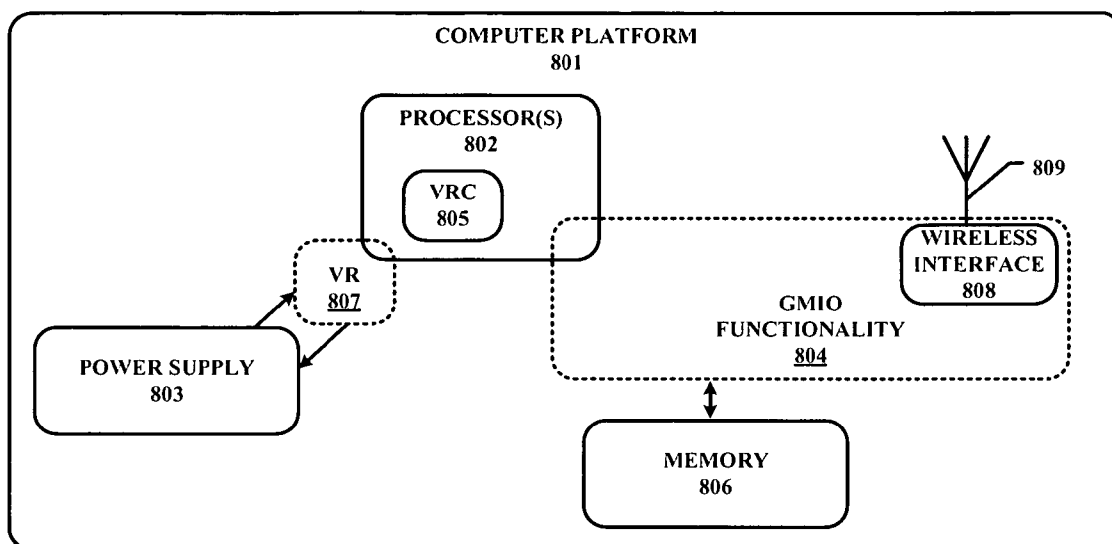 COMPUTER PLATFORM
801
PROCESSOR(S)
802
VRC
805
809
WIRELESS
INTERFACE
808
VR
807
GMIO
FUNCTIONALITY
804
POWER SUPPLY
803
MEMORY
806